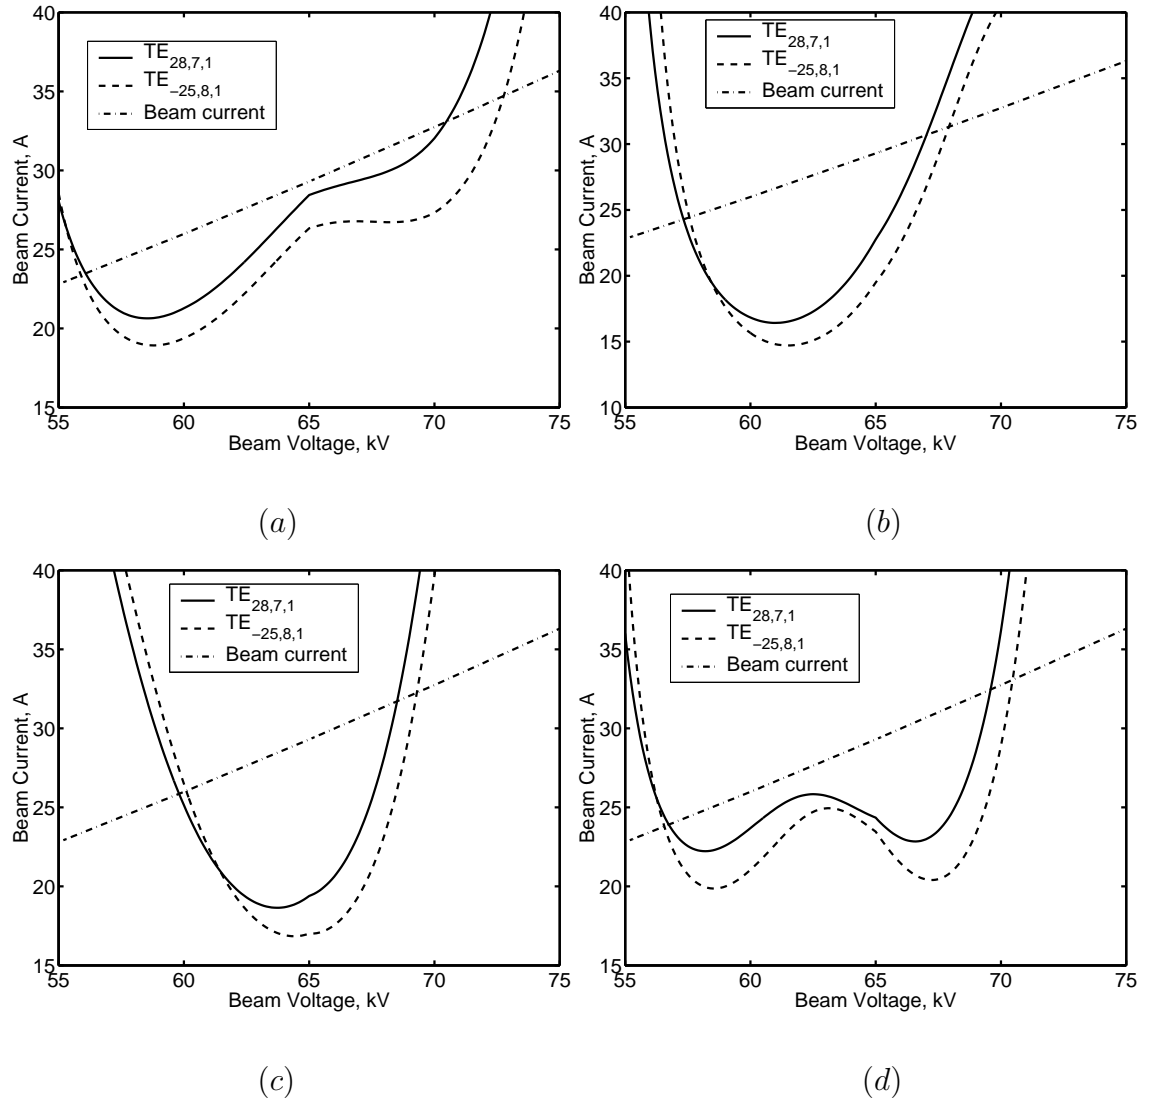 40
35
30
25
20
15
55 60 65 70 75
Beam Current, A
Beam Voltage, kV
TE28,7,1
TE−25,8,1
Beam current
(a)
40
35
30
25
20
15
10
55 60 65 70 75
Beam Current, A
Beam Voltage, kV
TE28,7,1
TE−25,8,1
Beam current
(b)
40
35
30
25
20
15
55 60 65 70 75
Beam Current, A
Beam Voltage, kV
TE28,7,1
TE−25,8,1
Beam current
(c)
40
35
30
25
20
15
55 60 65 70 75
Beam Current, A
Beam Voltage, kV
TE28,7,1
TE−25,8,1
Beam current
(d)